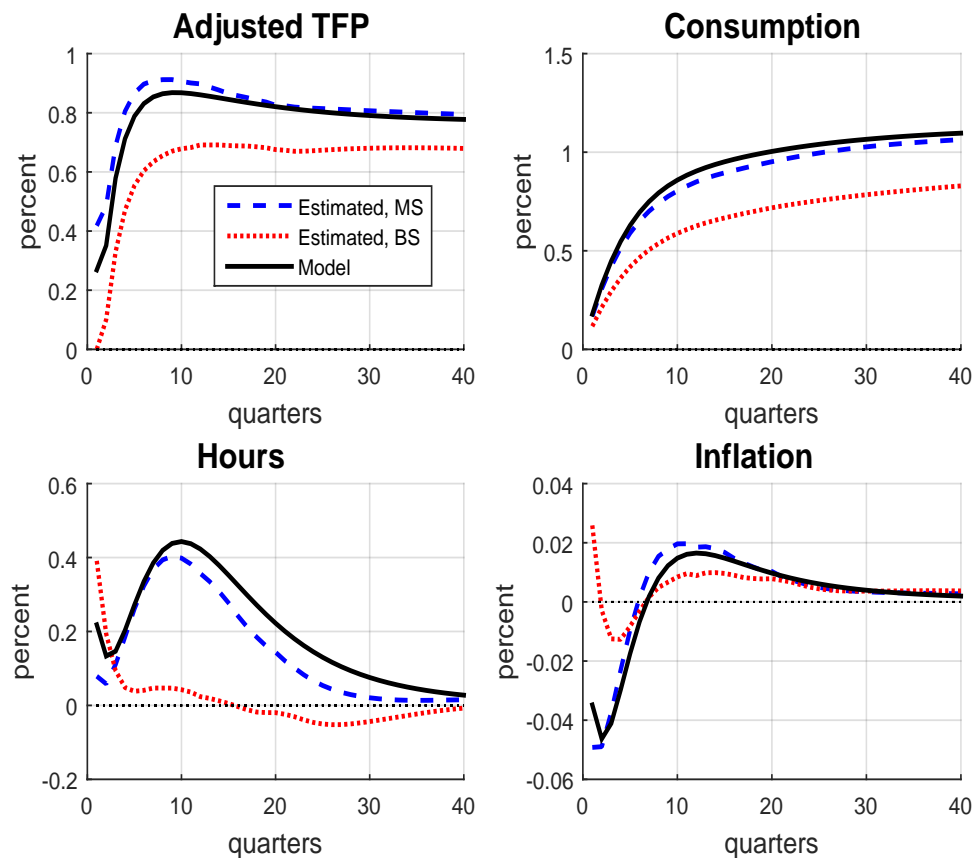 Adjusted TFP
percent
1
0.8
0.6
0.4
0.2
0
Estimated, MS
Estimated, BS
Model
0 10 20 30 40
quarters
Consumption
percent
1.5
1
0.5
0
0 10 20 30 40
quarters
Hours
percent
0.6
0.4
0.2
0
-0.2
0 10 20 30 40
quarters
Inflation
percent
0.04
0.02
0
-0.02
-0.04
-0.06
0 10 20 30 40
quarters